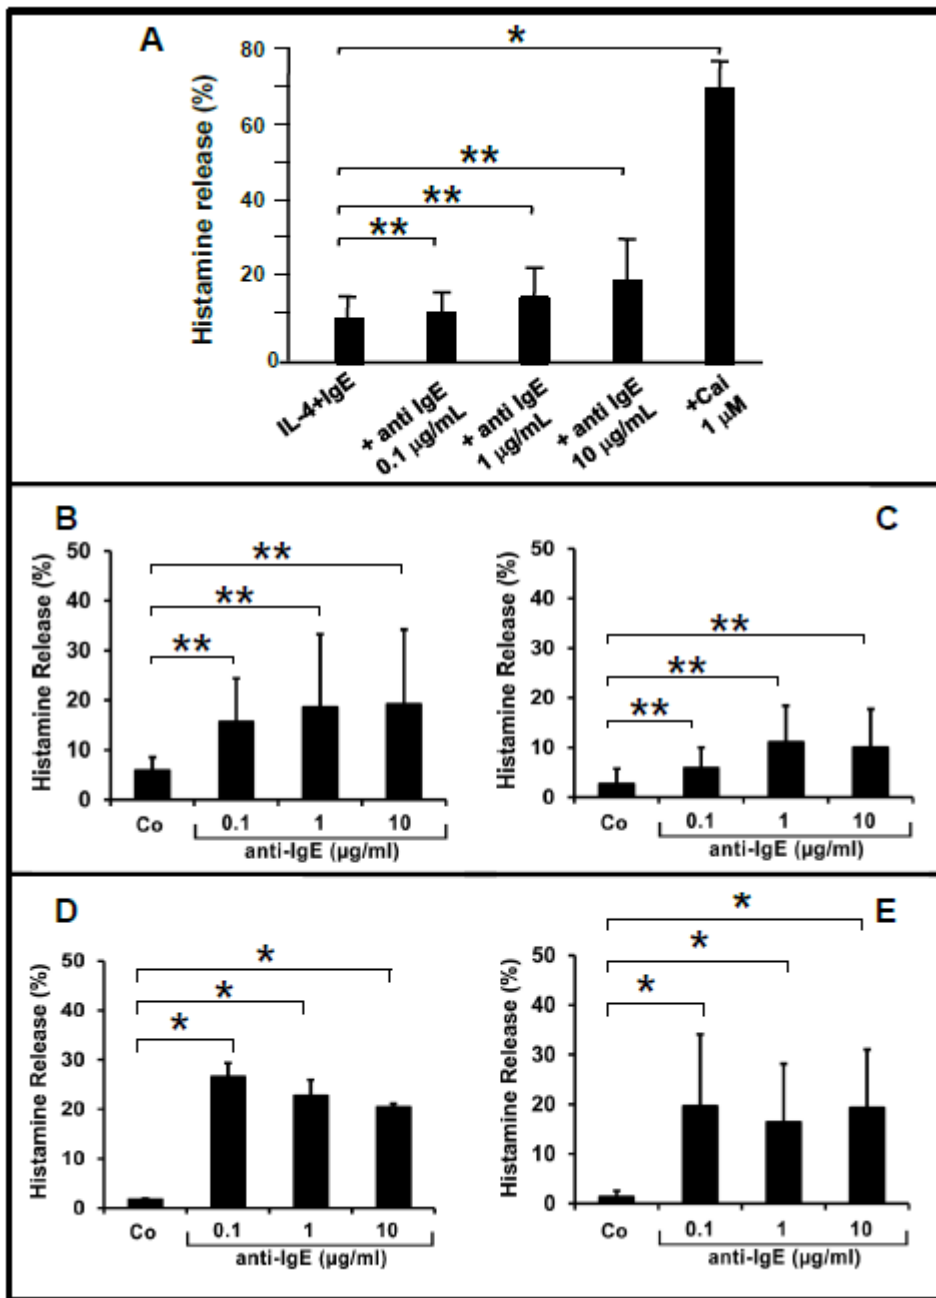 A
*
80
60
40
20
0
Histamine release (%)
**
**
**
IL-4+IgE
+ anti IgE
0.1 µg/mL
+ anti IgE
1 µg/mL
+ anti IgE
10 µg/mL
+Cai
1 µM
B
50
40
30
20
10
0
Histamine Release (%)
**
**
**
Co
0.1 1 10
anti-IgE (µg/ml)
C
50
40
30
20
10
0
Histamine Release (%)
**
**
**
Co
0.1 1 10
anti-IgE (µg/ml)
D
50
40
30
20
10
0
Histamine Release (%)
*
*
*
Co
0.1 1 10
anti-IgE (µg/ml)
E
50
40
30
20
10
0
Histamine Release (%)
*
*
*
Co
0.1 1 10
anti-IgE (µg/ml)